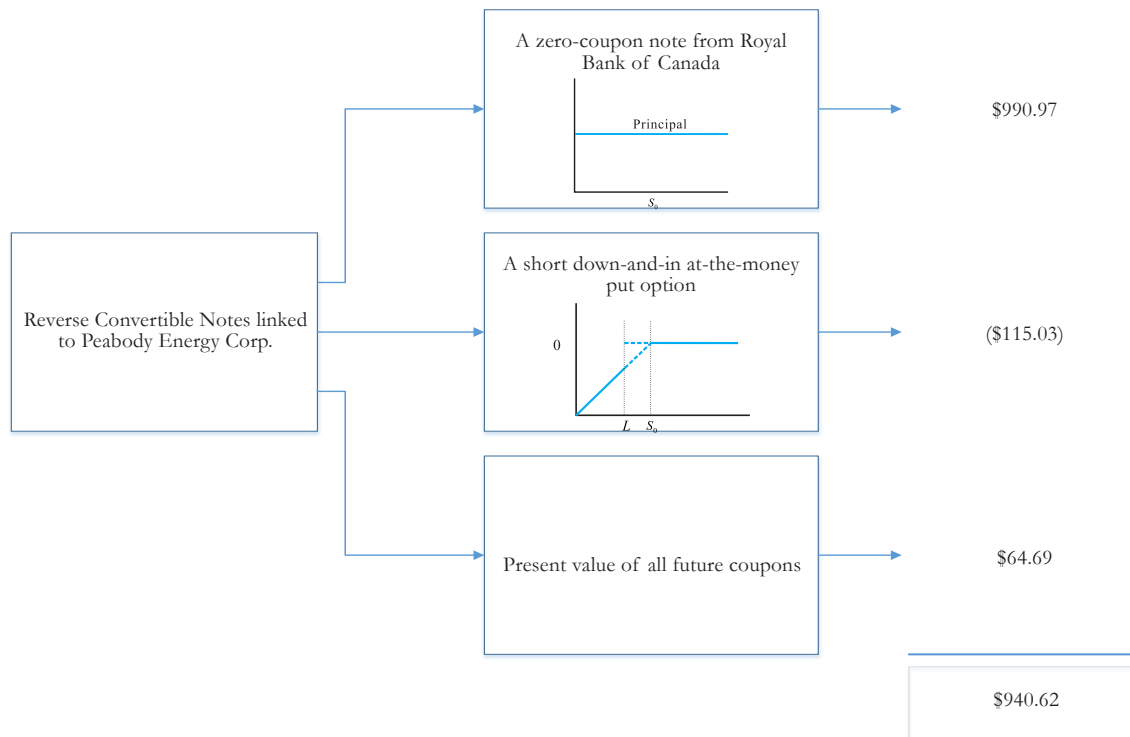 A zero-coupon note from Royal
Bank of Canada
Principal
S₀
$990.97
Reverse Convertible Notes linked
to Peabody Energy Corp.
A short down-and-in at-the-money
put option
0
L S₀
($115.03)
Present value of all future coupons
$64.69
$940.62